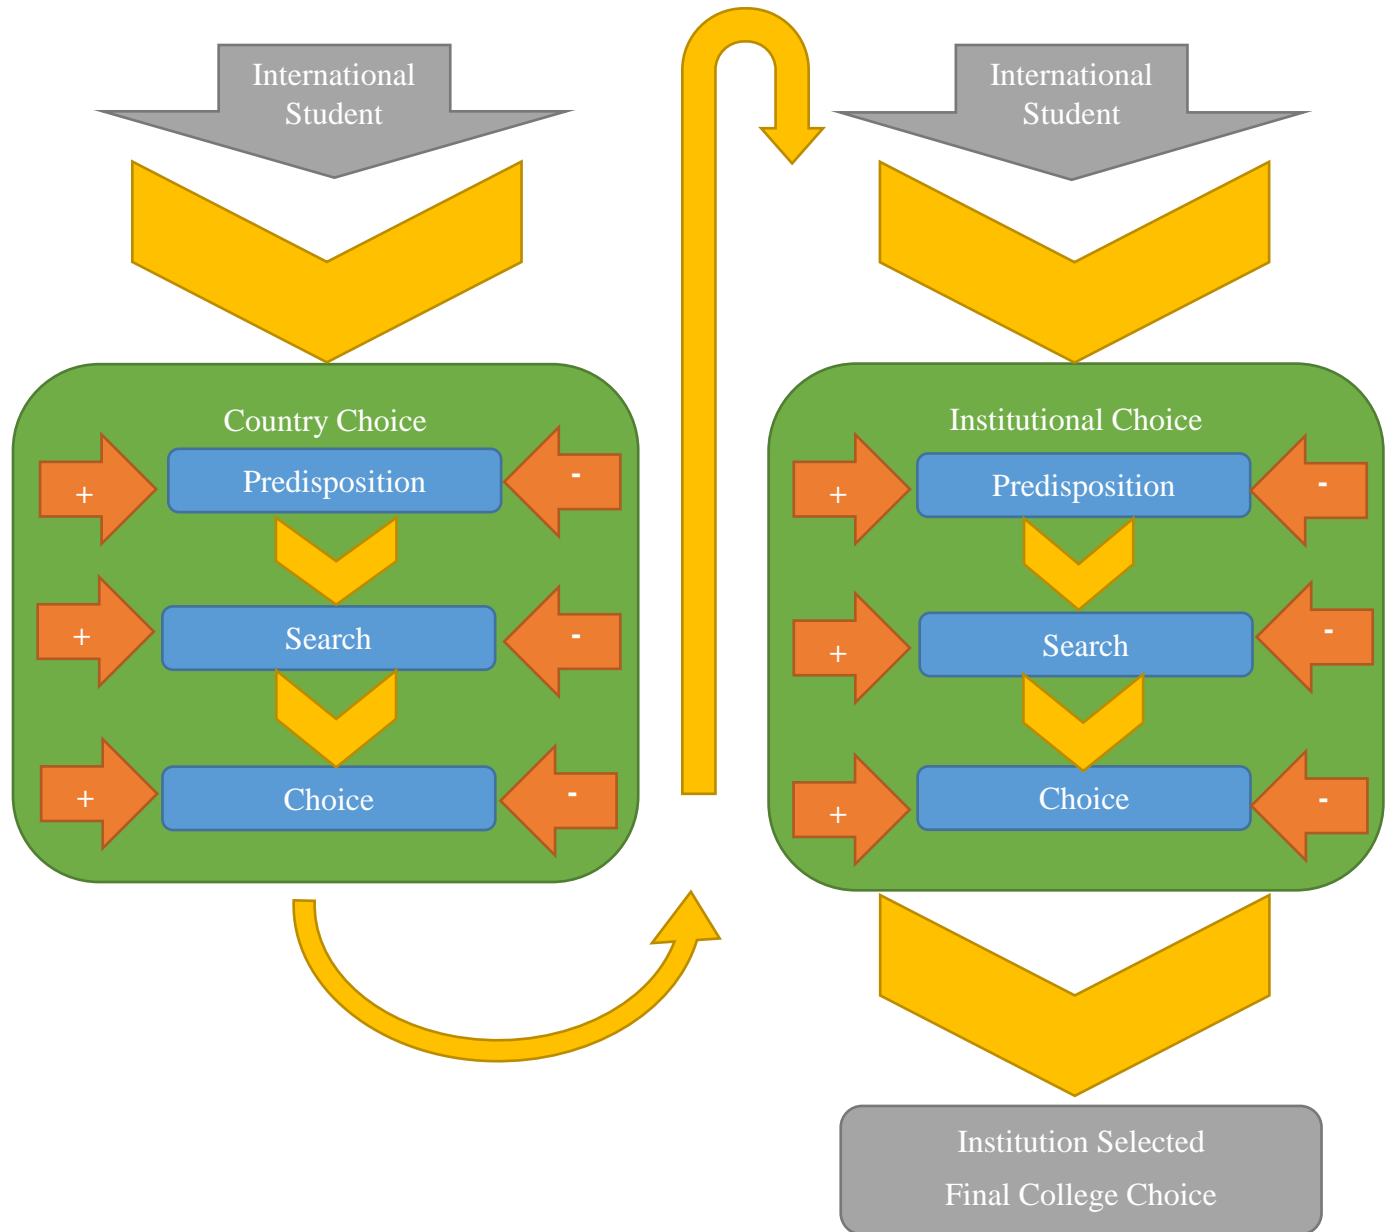 International
Student
Country Choice
+
Predisposition
-
+
Search
-
+
Choice
-
International
Student
Institutional Choice
+
Predisposition
-
+
Search
-
+
Choice
-
Institution Selected
Final College Choice